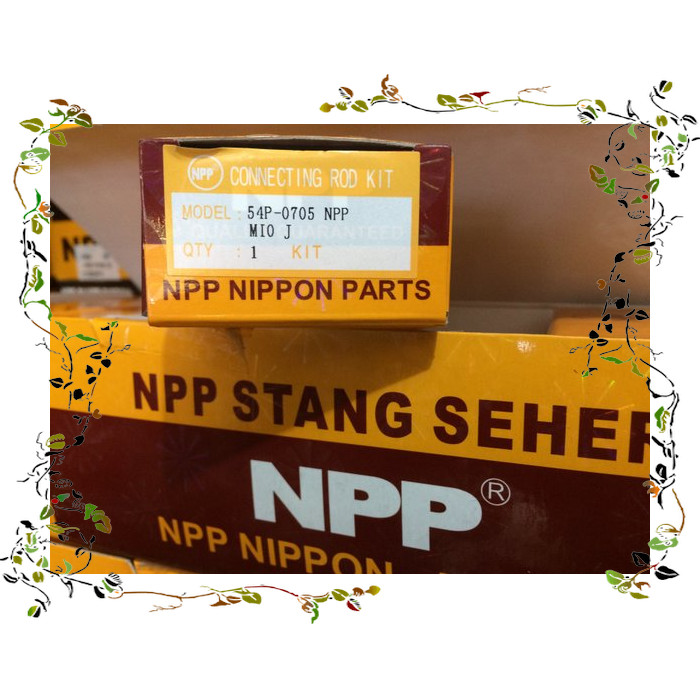 NPP CONNECTING ROD KIT
MODEL : 54P-0705 NPP
MIO J
QTY : 1 KIT
NPP NIPPON PARTS
NPP STANG SEHER
NPP®
NPP NIPPON